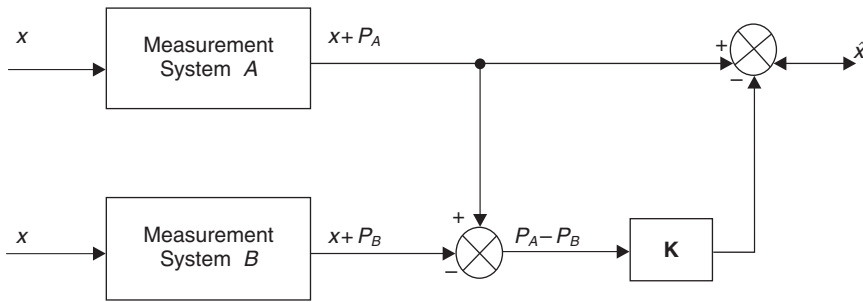 x
Measurement
System A
x+ P_A
+
−
x̂
x
Measurement
System B
x+ P_B
+
−
P_A − P_B
K